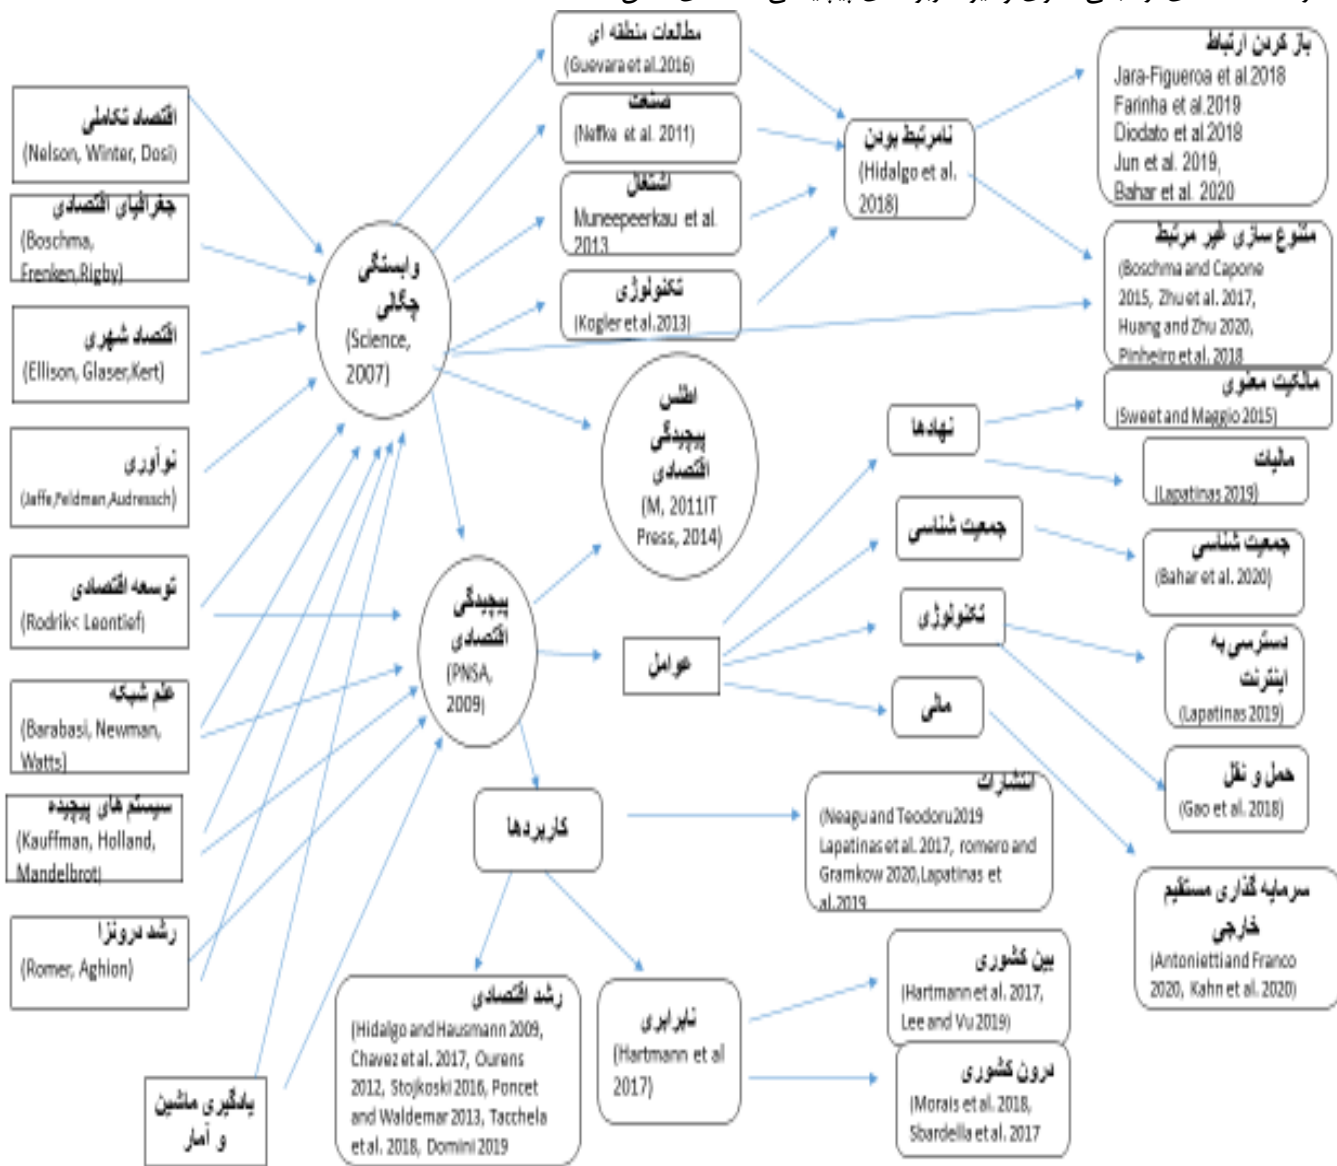 اقتصاد تکاملی
(Nelson, Winter, Dosi)
جغرافیای اقتصادی
(Boschma,
Frenken,Rigby)
اقتصاد شهری
(Ellison, Glaser,Kert)
نوآوری
(Jaffe,Feldman,Audressch)
توسعه اقتصادی
(Rodrik< Leontief)
علم شبکه
(Barabasi, Newman,
Watts)
سیستم های پیچیده
(Kauffman, Holland,
Mandelbrot)
رشد درونزا
(Romer, Aghion)
یادگیری ماشین
و آمار
وابستگی
چگالی
(Science,
2007)
پیچیدگی
اقتصادی
(PNSA,
2009)
مطالعات منطقه ای
(Guevara et al.2016)
صنعت
(Neffke et al. 2011)
اشتغال
Muneepeerkau et al.
2013
تکنولوژی
(Kogler et al.2013)
اطلس
پیچیدگی
اقتصادی
(M, 2011IT
Press, 2014)
نامرتبط بودن
(Hidalgo et al.
2018)
باز کردن ارتباط
Jara-Figueroa et al.2018
Farinha et al.2019
Diodato et al.2018
Jun et al. 2019,
Bahar et al. 2020
متنوع سازی غیر مرتبط
(Boschma and Capone
2015, Zhu et al. 2017,
Huang and Zhu 2020,
Pinheiro et al. 2018
عوامل
نهادها
مالکیت معنوی
(Sweet and Maggio 2015)
مالیات
(Lapatinas 2019)
جمعیت شناسی
جمعیت شناسی
(Bahar et al. 2020)
تکنولوژی
دسترسی به
اینترنت
(Lapatinas 2019)
حمل و نقل
(Gao et al. 2018)
مالی
سرمایه گذاری مستقیم
خارجی
(Antonietti and Franco
2020, Kahn et al. 2020)
کاربردها
انتشارات
(Neagu and Teodoru2019
Lapatinas et al. 2017, romero and
Gramkow 2020,Lapatinas et
al.2019
رشد اقتصادی
(Hidalgo and Hausmann 2009,
Chavez et al. 2017, Ourens
2012, Stojkoski 2016, Poncet
and Waldemar 2013, Tacchela
et al. 2018, Domini 2019
نابرابری
(Hartmann et al
2017)
بین کشوری
(Hartmann et al. 2017,
Lee and Vu 2019)
درون کشوری
(Morais et al. 2018,
Sbardella et al. 2017